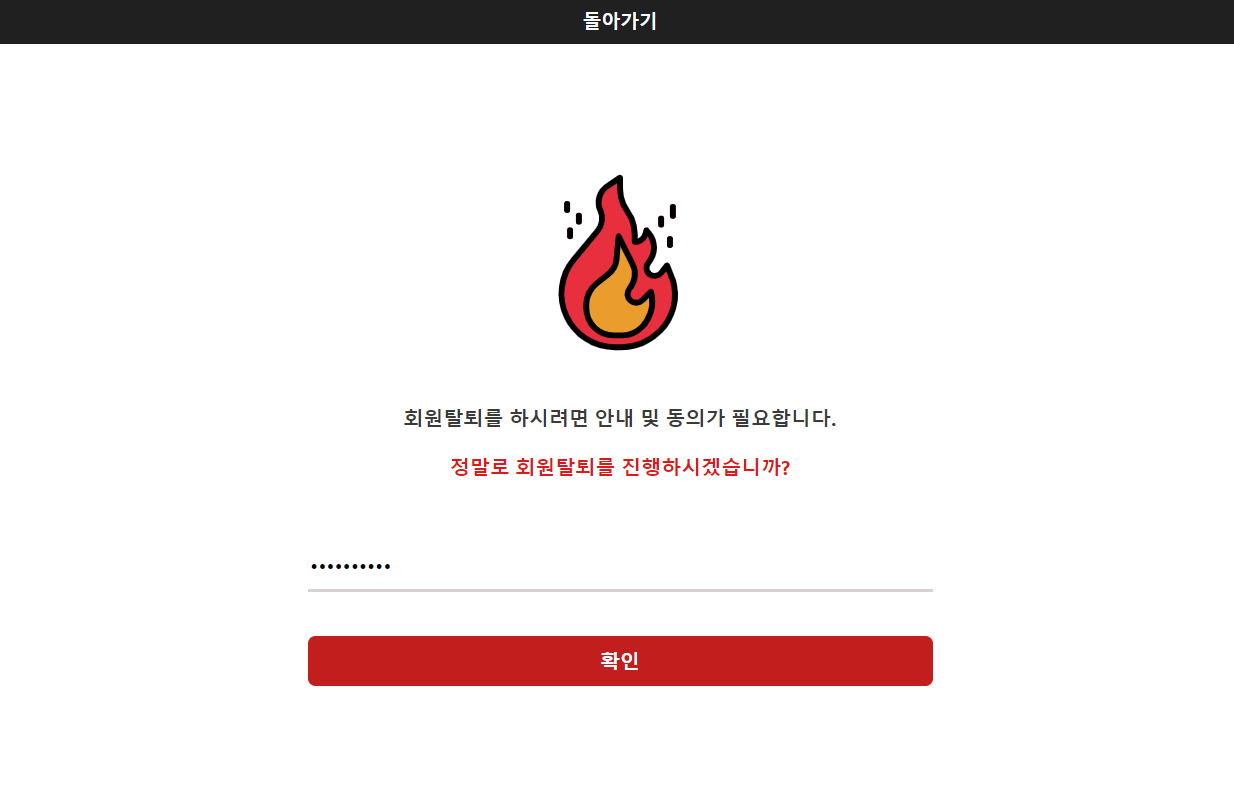 돌아가기
회원탈퇴를 하시려면 안내 및 동의가 필요합니다.
정말로 회원탈퇴를 진행하시겠습니까?
••••••••••
확인